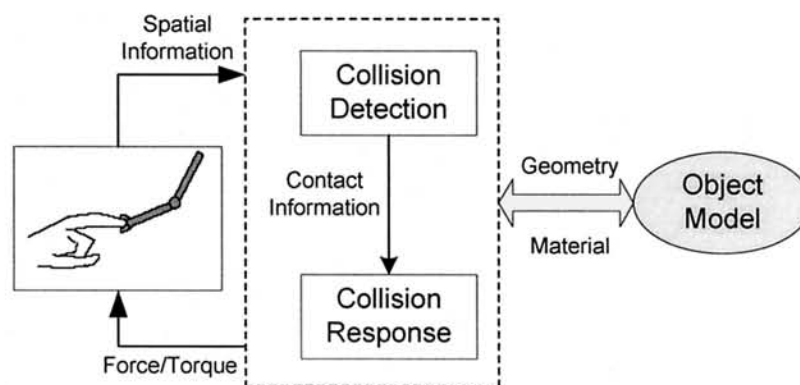 Spatial
Information
Collision
Detection
Contact
Information
Geometry
Material
Object
Model
Collision
Response
Force/Torque